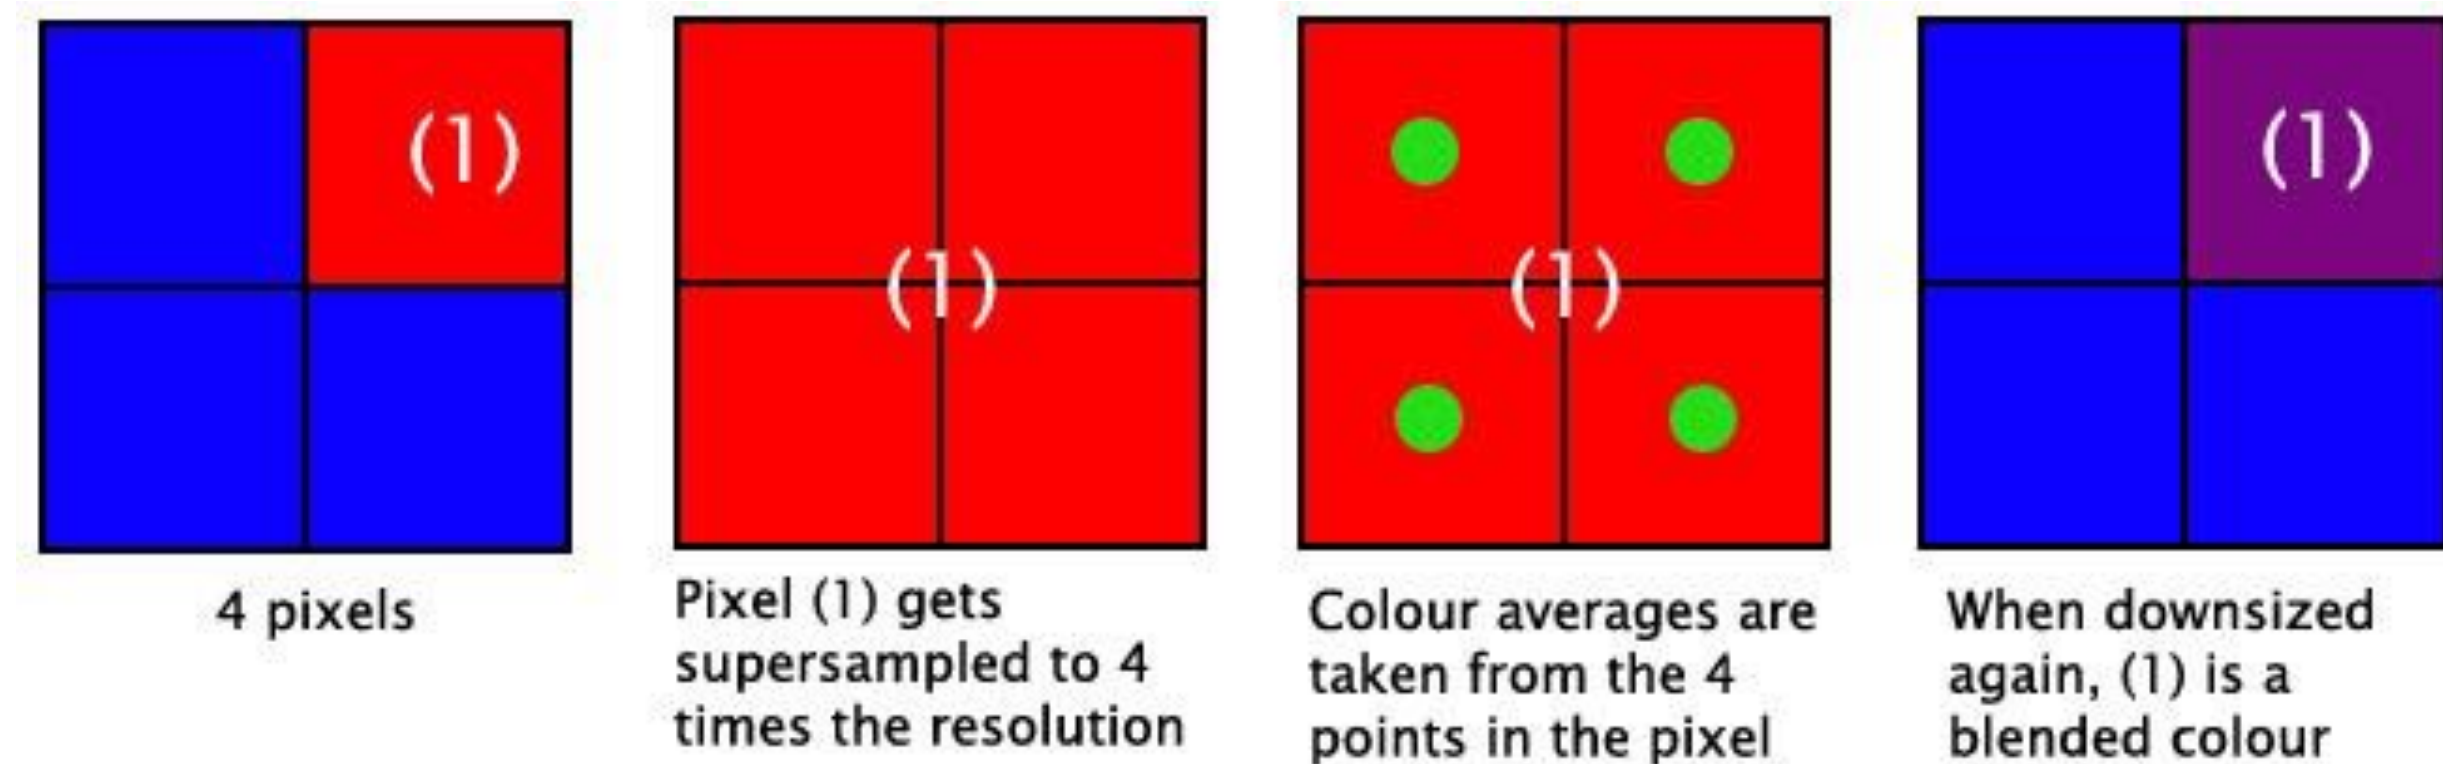 (1)
(1)
(1)
(1)
4 pixels
Pixel (1) gets
supersampled to 4
times the resolution
Colour averages are
taken from the 4
points in the pixel
When downsized
again, (1) is a
blended colour